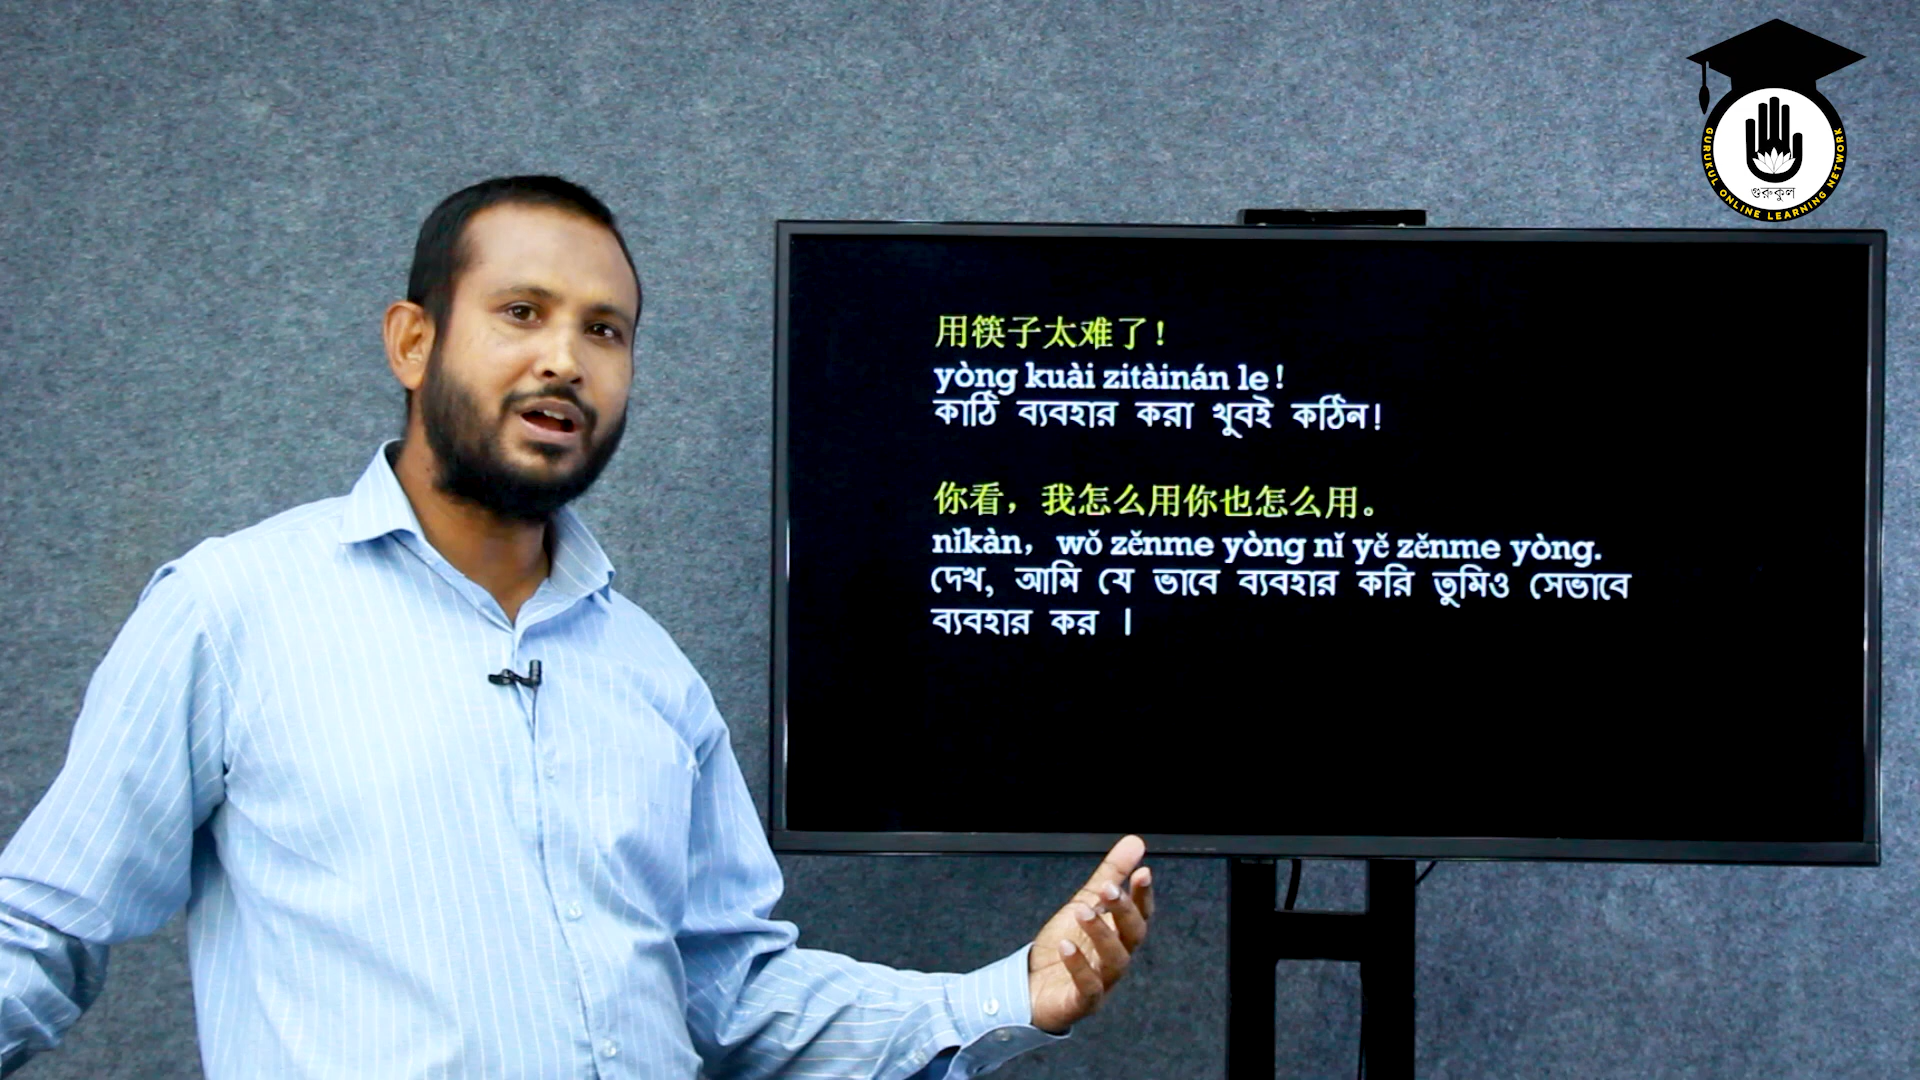 GURUKUL ONLINE LEARNING NETWORK
গুরুকুল
用筷子太难了！
yòng kuài zitàinán le！
কাঠি ব্যবহার করা খুবই কঠিন!
你看，我怎么用你也怎么用。
nǐkàn，wǒ zěnme yòng nǐ yě zěnme yòng.
দেখ, আমি যে ভাবে ব্যবহার করি তুমিও সেভাবে
ব্যবহার কর ।